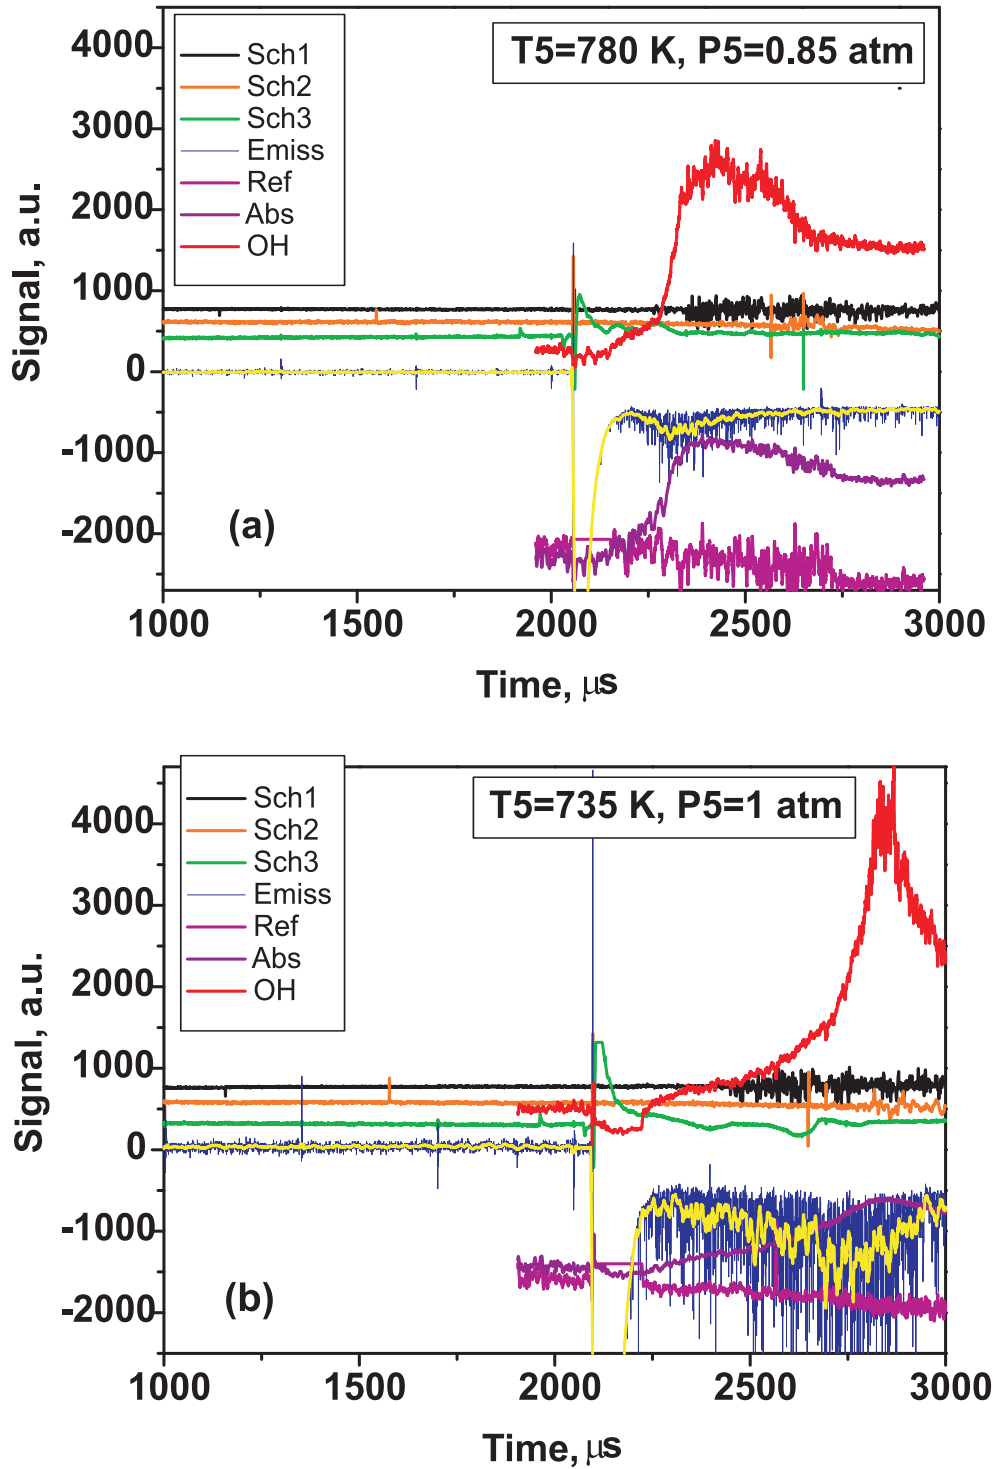 T5=780 K, P5=0.85 atm
Sch1
Sch2
Sch3
Emiss
Ref
Abs
OH
4000
3000
2000
1000
0
-1000
-2000
Signal, a.u.
(a)
1000 1500 2000 2500 3000
Time, μs
T5=735 K, P5=1 atm
Sch1
Sch2
Sch3
Emiss
Ref
Abs
OH
4000
3000
2000
1000
0
-1000
-2000
Signal, a.u.
(b)
1000 1500 2000 2500 3000
Time, μs